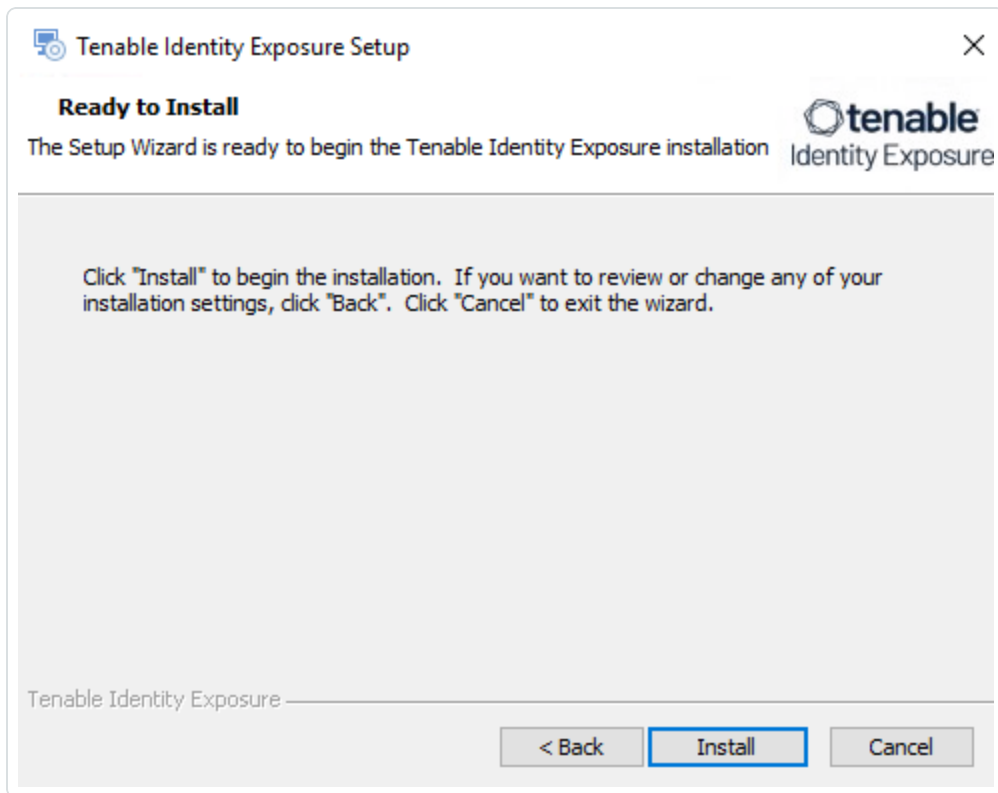 Tenable Identity Exposure Setup
Ready to Install
The Setup Wizard is ready to begin the Tenable Identity Exposure installation
tenable
Identity Exposure
Click "Install" to begin the installation.  If you want to review or change any of your
installation settings, click "Back".  Click "Cancel" to exit the wizard.
Tenable Identity Exposure
< Back
Install
Cancel